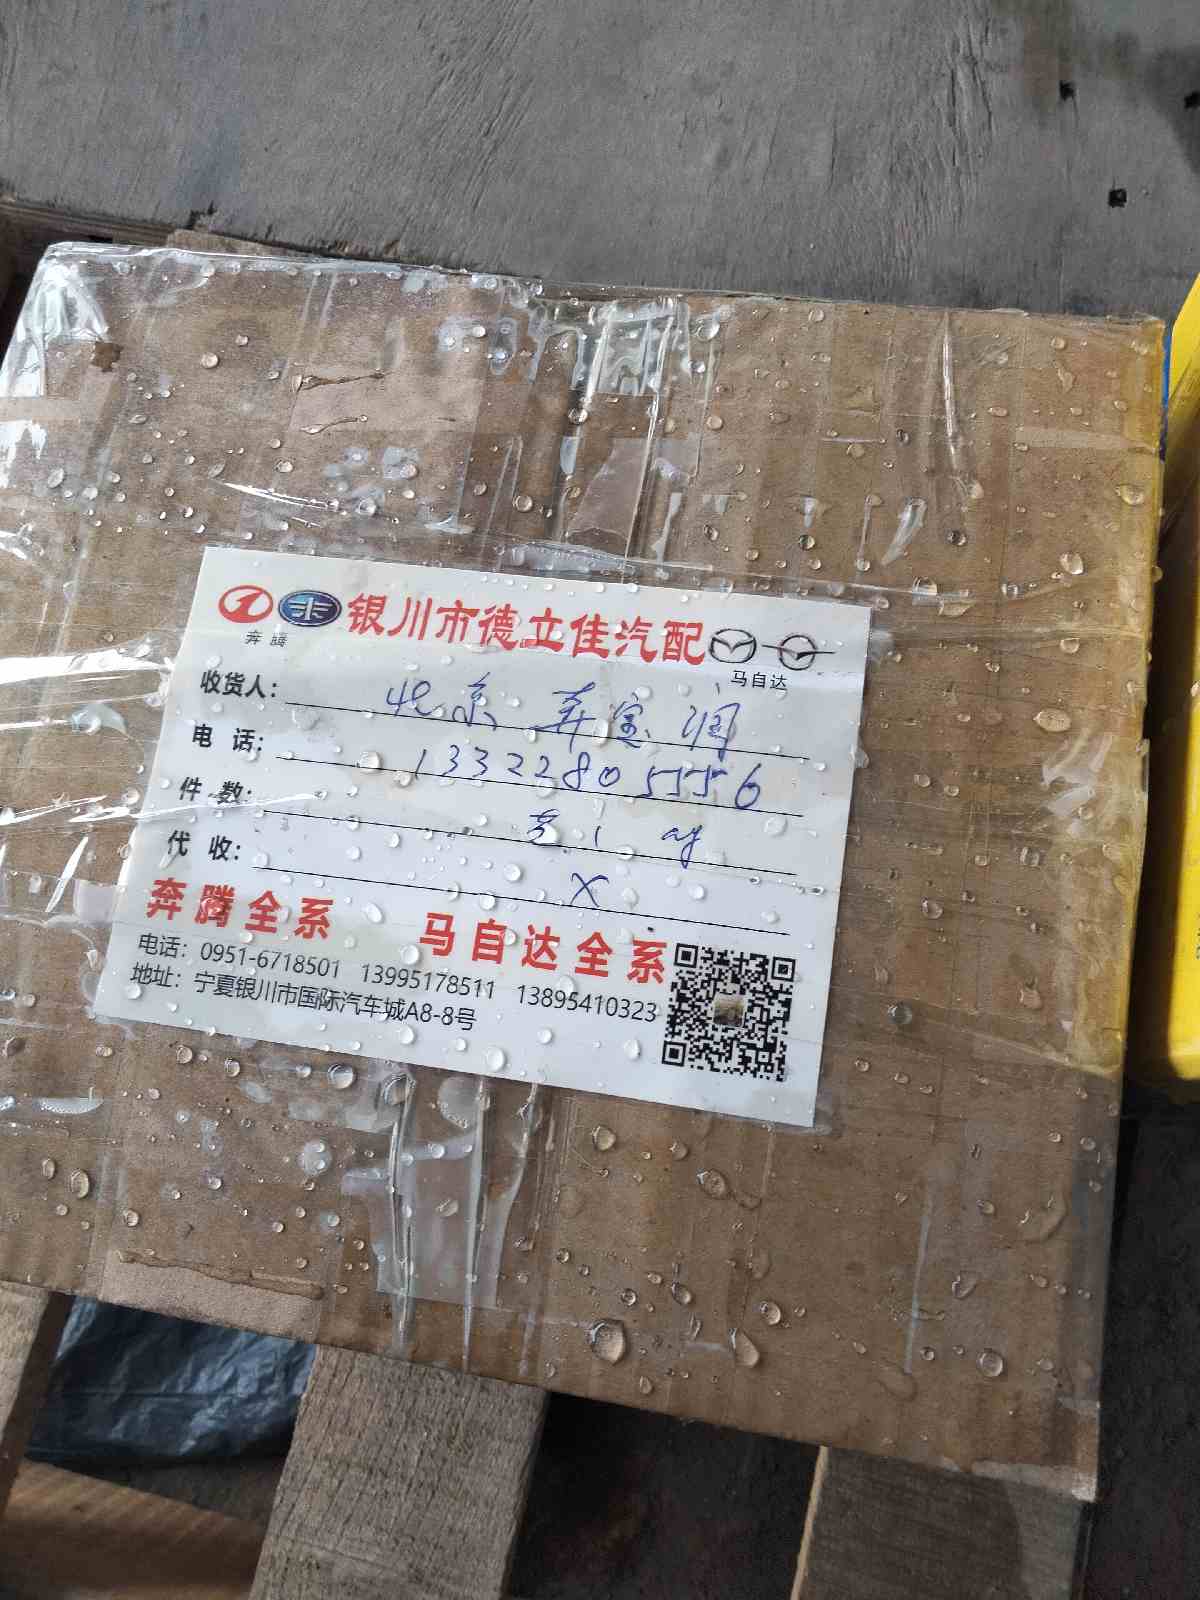 银川市德立佳汽配
奔腾
马自达
收货人: 北京 奔宝润
电 话: 13322805556
件 数: 1
代 收: X
奔腾全系 马自达全系
电话: 0951-6718501 13995178511 13895410323
地址: 宁夏银川市国际汽车城A8-8号